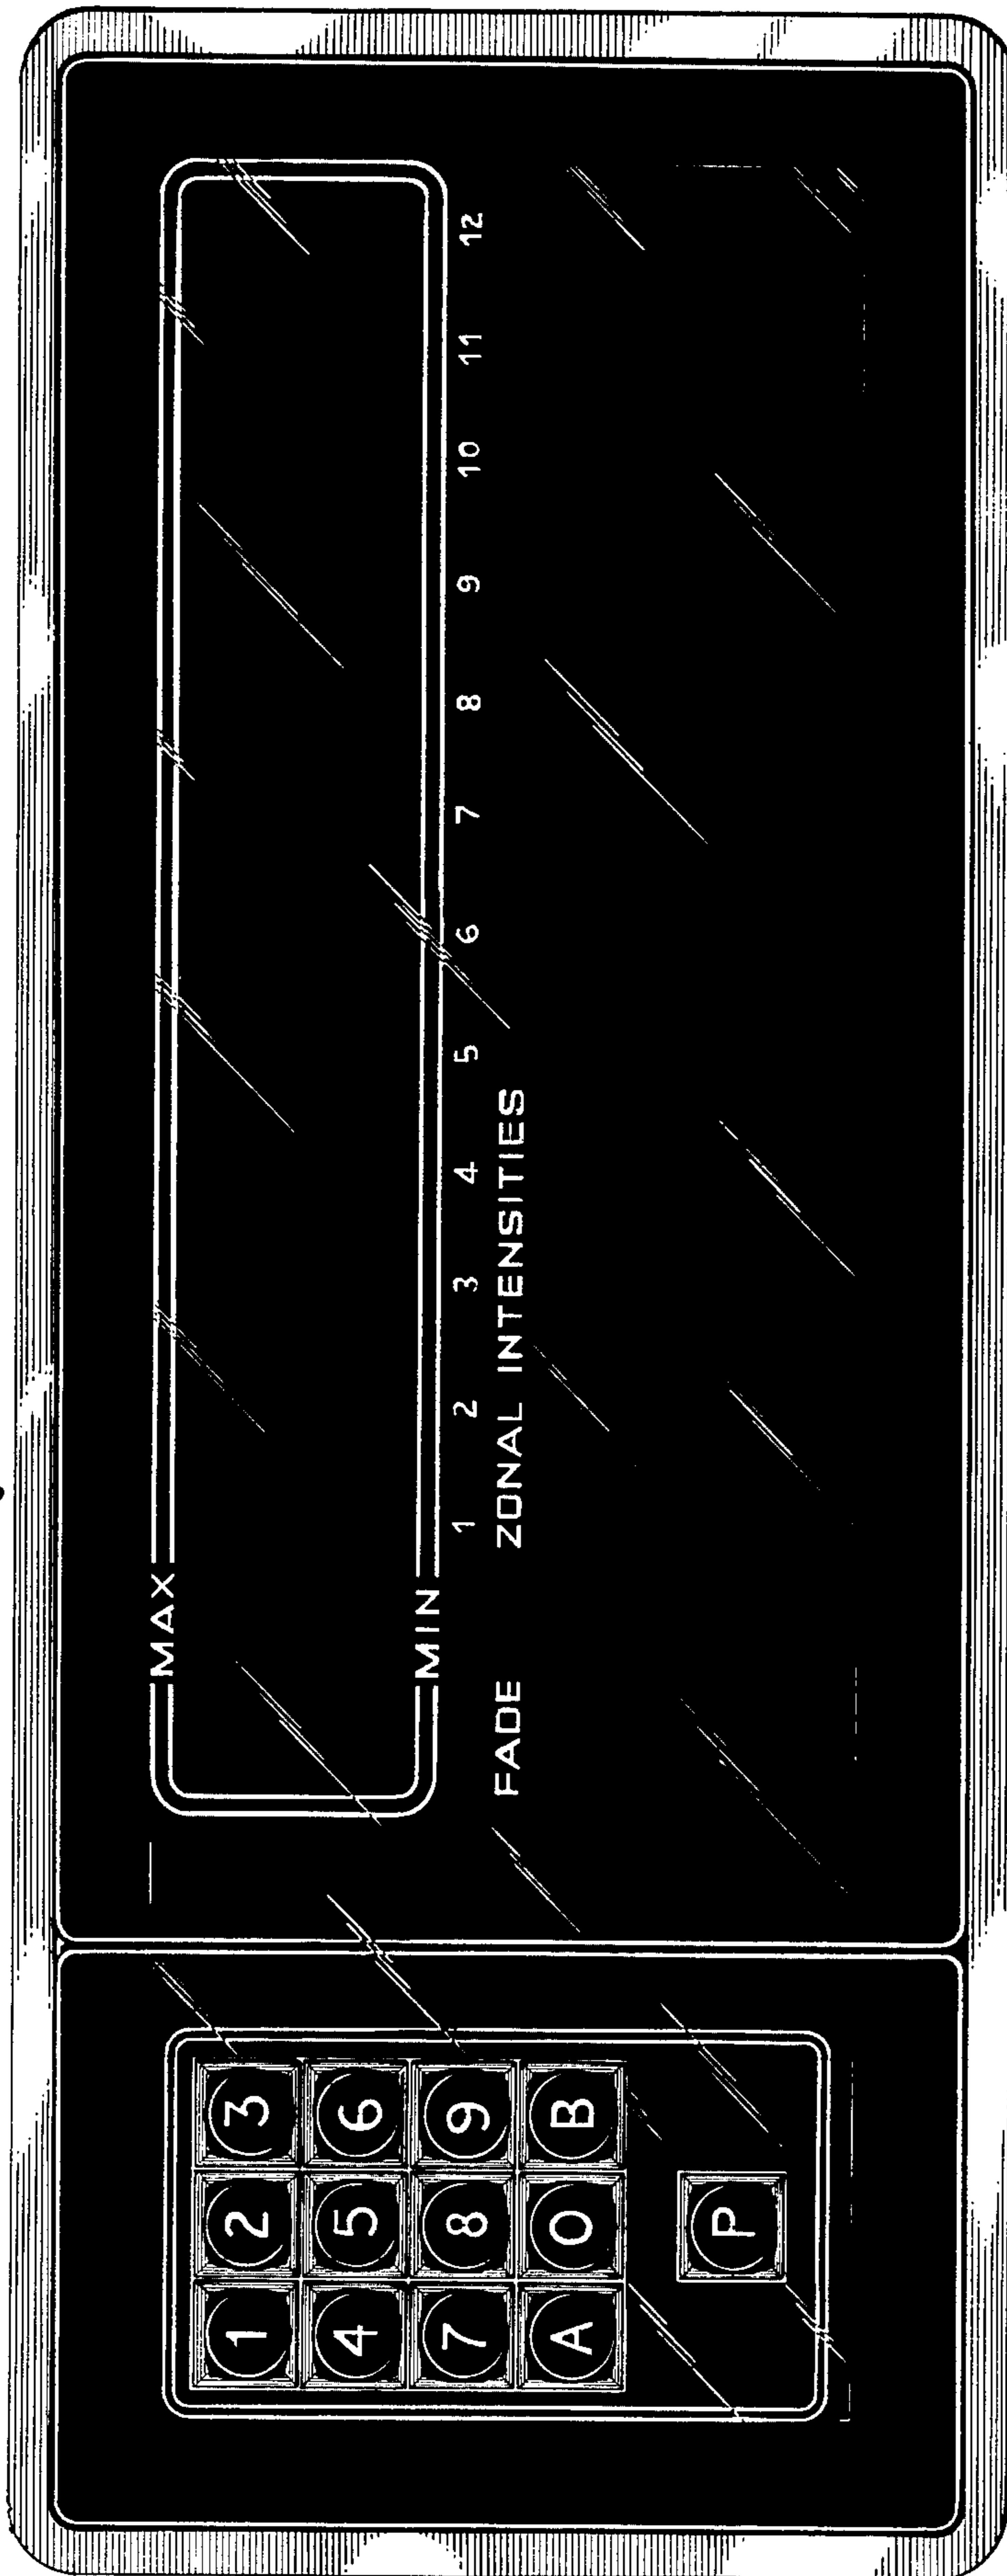 1 2 3
4 5 6
7 8 9
A 0 B
P
MAX
MIN
1 2 3 4 5 6 7 8 9 10 11 12
FADE ZONAL INTENSITIES